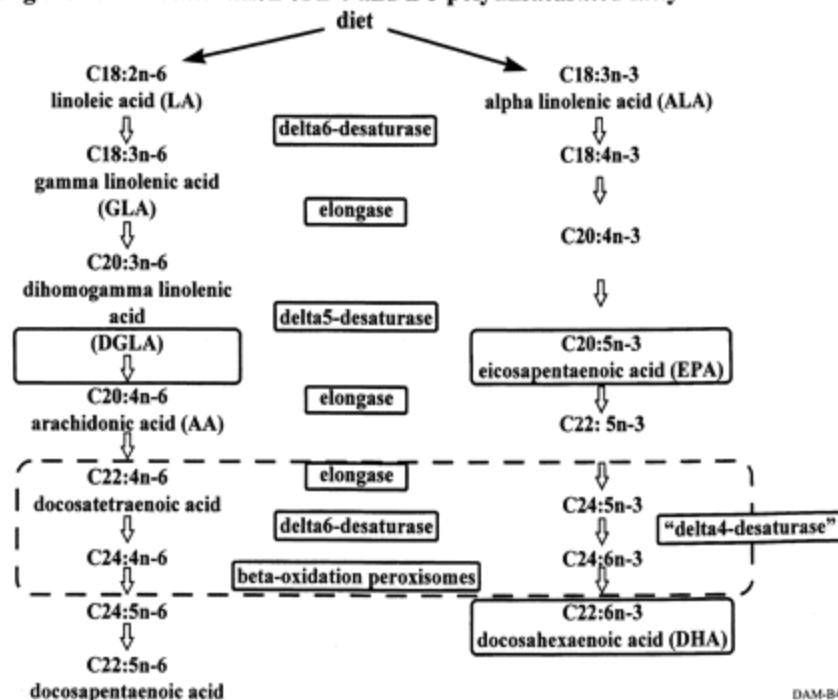 polyunsaturated fatty
diet
C18:2n-6
linoleic acid (LA)
C18:3n-6
gamma linolenic acid
(GLA)
C20:3n-6
dihomogamma linolenic
acid
(DGLA)
C20:4n-6
arachidonic acid (AA)
C22:4n-6
docosatetraenoic acid
C24:4n-6
C24:5n-6
C22:5n-6
docosapentaenoic acid
delta6-desaturase
elongase
delta5-desaturase
elongase
elongase
delta6-desaturase
beta-oxidation peroxisomes
C18:3n-3
alpha linolenic acid (ALA)
C18:4n-3
C20:4n-3
C20:5n-3
eicosapentaenoic acid (EPA)
C22: 5n-3
C24:5n-3
C24:6n-3
C22:6n-3
docosahexaenoic acid (DHA)
“delta4-desaturase”